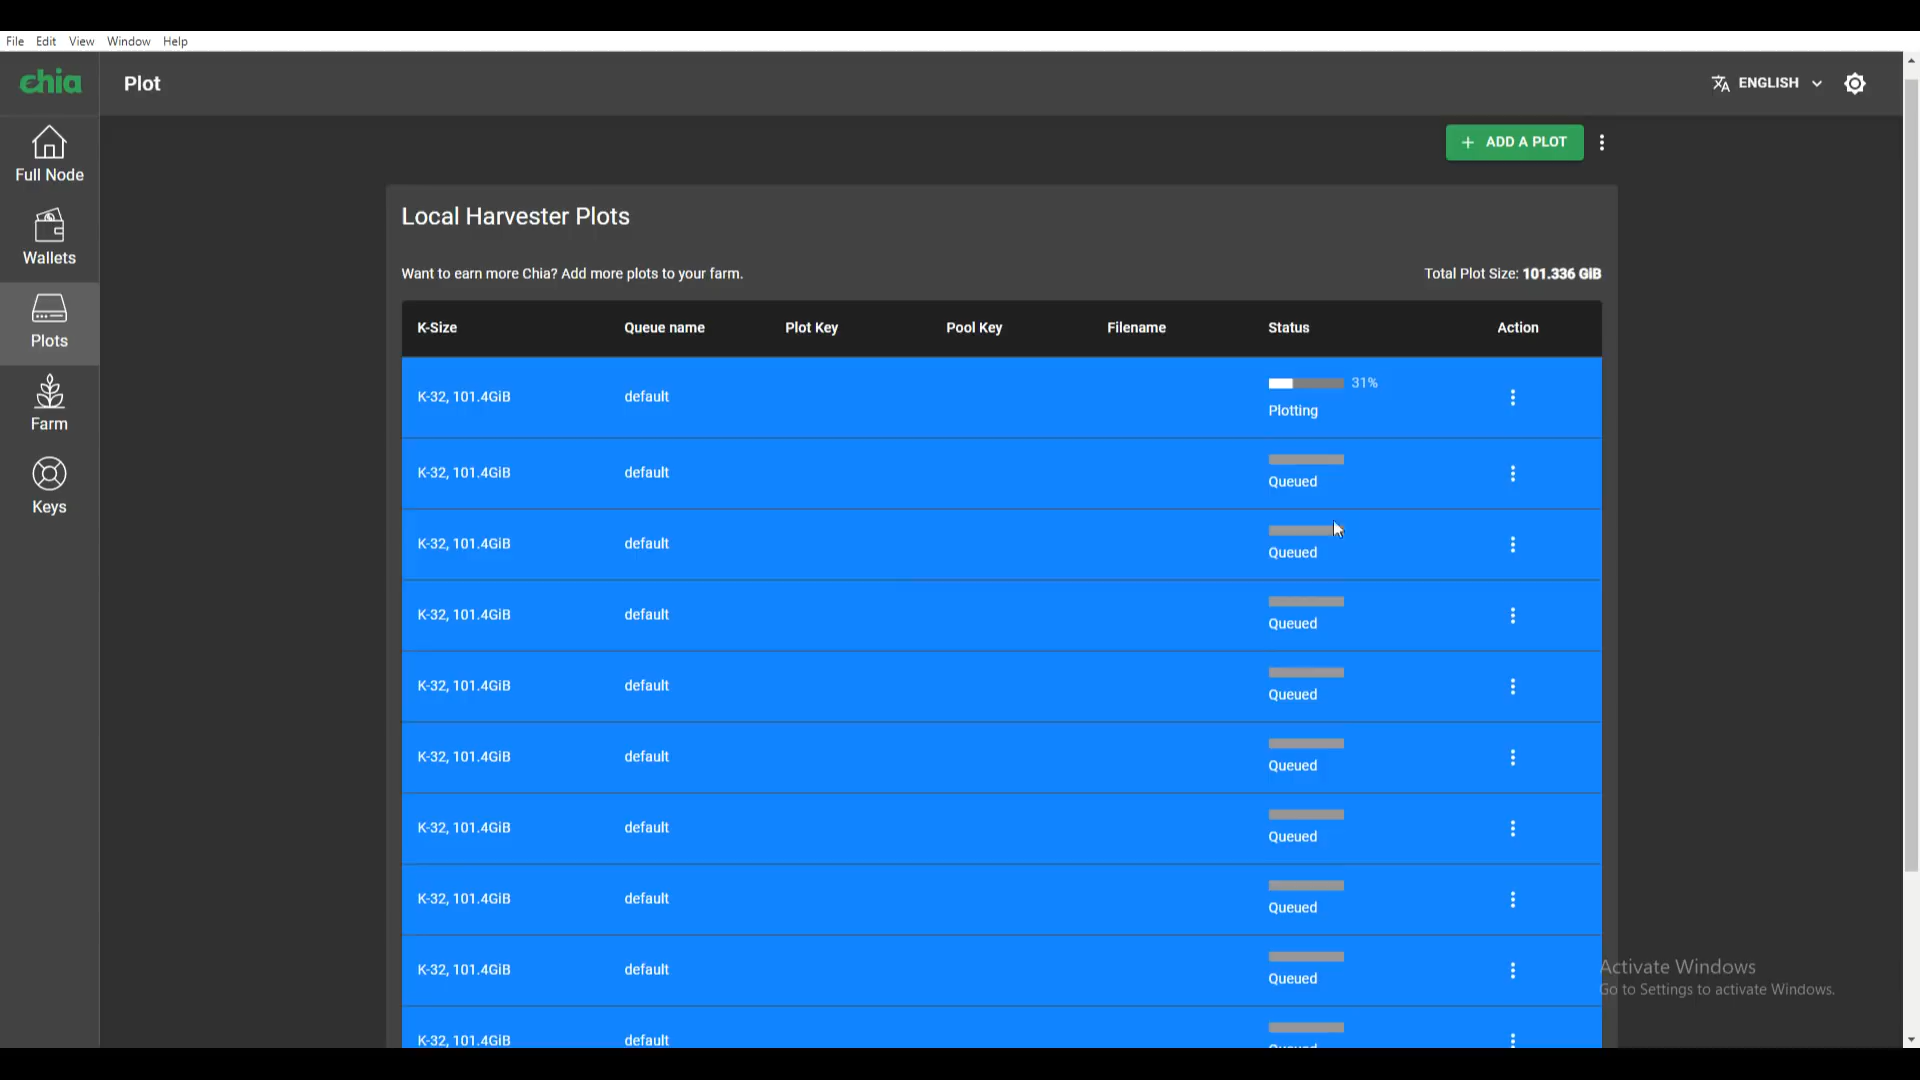 File Edit View Window Help
chia
Plot
ENGLISH
Full Node
Wallets
Plots
Farm
Keys
+ ADD A PLOT
Local Harvester Plots
Want to earn more Chia? Add more plots to your farm.
Total Plot Size: 101.336 GiB
K-Size Queue name Plot Key Pool Key Filename Status Action
K-32, 101.4GiB default 31%
Plotting
K-32, 101.4GiB default Queued
K-32, 101.4GiB default Queued
K-32, 101.4GiB default Queued
K-32, 101.4GiB default Queued
K-32, 101.4GiB default Queued
K-32, 101.4GiB default Queued
K-32, 101.4GiB default Queued
K-32, 101.4GiB default Queued
K-32, 101.4GiB default Queued
Activate Windows
Go to Settings to activate Windows.